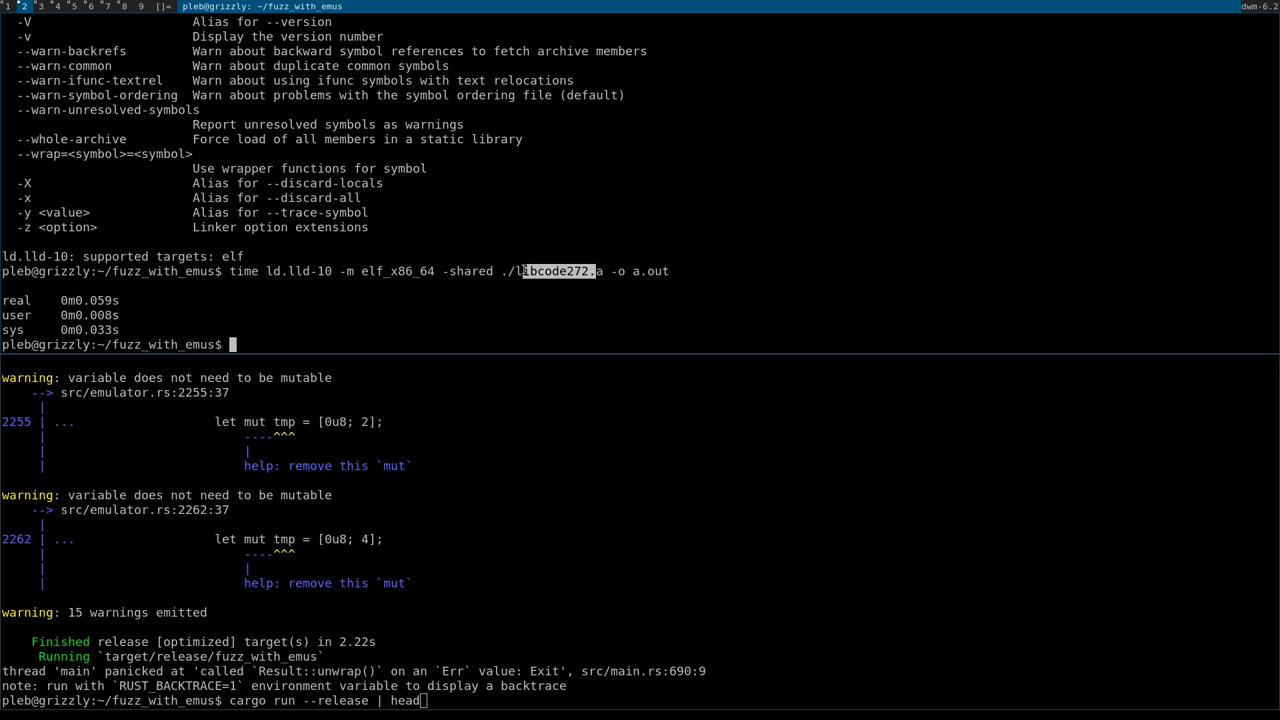 1 2 3 4 5 6 7 8 9 []= pleb@grizzly: ~/fuzz_with_emus dwm-6.2
-V Alias for --version
-v Display the version number
--warn-backrefs Warn about backward symbol references to fetch archive members
--warn-common Warn about duplicate common symbols
--warn-ifunc-textrel Warn about using ifunc symbols with text relocations
--warn-symbol-ordering Warn about problems with the symbol ordering file (default)
--warn-unresolved-symbols
Report unresolved symbols as warnings
--whole-archive Force load of all members in a static library
--wrap=<symbol>=<symbol>
Use wrapper functions for symbol
-X Alias for --discard-locals
-x Alias for --discard-all
-y <value> Alias for --trace-symbol
-z <option> Linker option extensions
ld.lld-10: supported targets: elf
pleb@grizzly:~/fuzz_with_emus$ time ld.lld-10 -m elf_x86_64 -shared ./libcode272.a -o a.out
real 0m0.059s
user 0m0.008s
sys 0m0.033s
pleb@grizzly:~/fuzz_with_emus$
warning: variable does not need to be mutable
--> src/emulator.rs:2255:37
|
2255 | ... let mut tmp = [0u8; 2];
| ----^^^
| |
| help: remove this `mut`
warning: variable does not need to be mutable
--> src/emulator.rs:2262:37
|
2262 | ... let mut tmp = [0u8; 4];
| ----^^^
| |
| help: remove this `mut`
warning: 15 warnings emitted
Finished release [optimized] target(s) in 2.22s
Running `target/release/fuzz_with_emus`
thread 'main' panicked at 'called `Result::unwrap()` on an `Err` value: Exit', src/main.rs:690:9
note: run with `RUST_BACKTRACE=1` environment variable to display a backtrace
pleb@grizzly:~/fuzz_with_emus$ cargo run --release | head